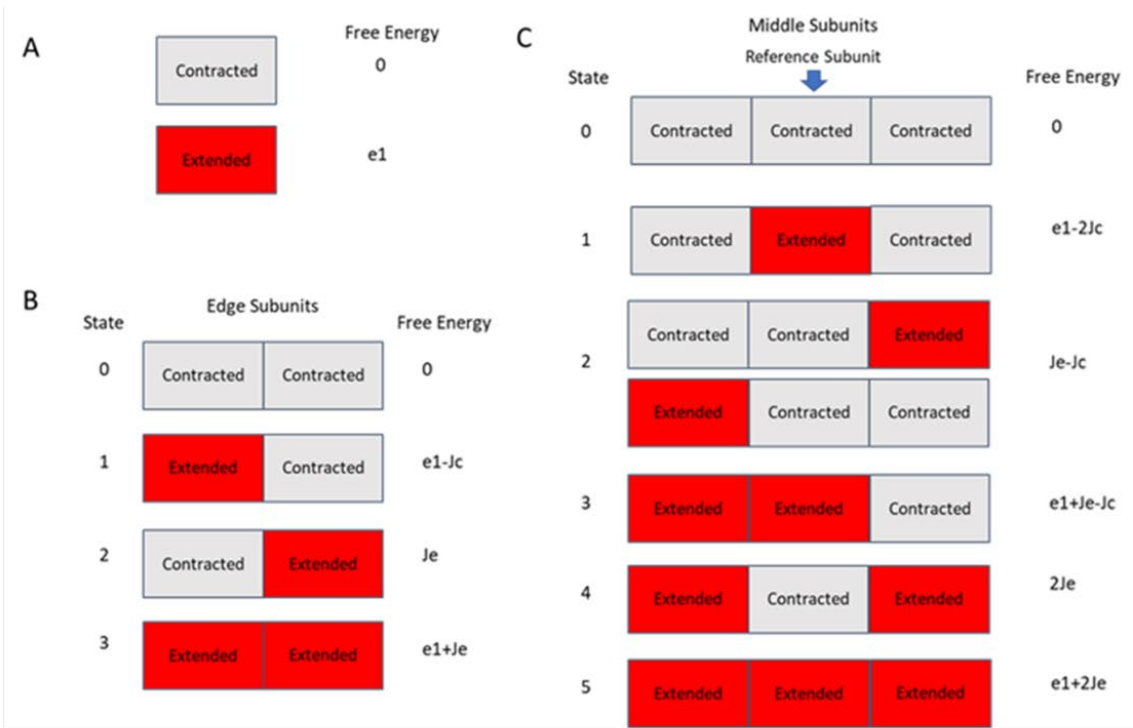 A
Free Energy
Contracted 0
Extended e1
B
Edge Subunits
State Free Energy
0 Contracted Contracted 0
1 Extended Contracted e1-Jc
2 Contracted Extended Je
3 Extended Extended e1+Je
C
Middle Subunits
Reference Subunit
State Free Energy
0 Contracted Contracted Contracted 0
1 Contracted Extended Contracted e1-2Jc
Contracted Contracted Extended
2 Je-Jc
Extended Contracted Contracted
3 Extended Extended Contracted e1+Je-Jc
4 Extended Contracted Extended 2Je
5 Extended Extended Extended e1+2Je